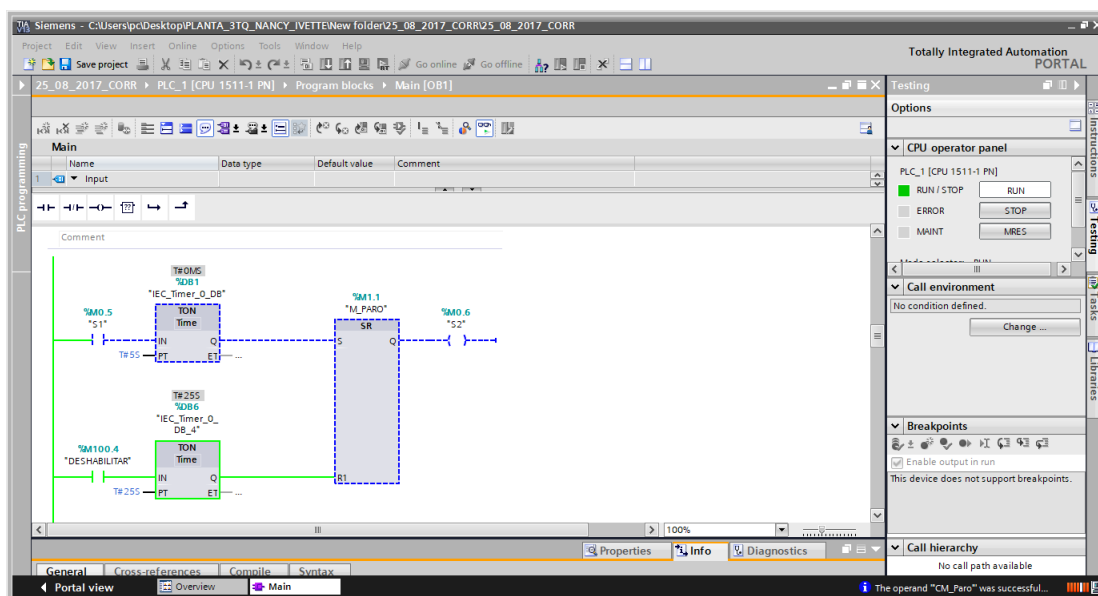 Siemens - C:\Users\pc\Desktop\PLANTA_3TQ_NANCY_IVETTE\New folder\25_08_2017_CORR\25_08_2017_CORR
Project Edit View Insert Online Options Tools Window Help
Totally Integrated Automation
PORTAL
Save project Go online Go offline
25_08_2017_CORR PLC_1 [CPU 1511-1 PN] Program blocks Main [OB1]
Testing
Options
Main
Name Data type Default value Comment
1 Input
CPU operator panel
PLC_1 [CPU 1511-1 PN]
RUN / STOP RUN
ERROR STOP
MAINT MRES
Call environment
No condition defined.
Change ...
Breakpoints
Enable output in run
This device does not support breakpoints.
Call hierarchy
No call path available
PLC programming
Instructions
Testing
Tasks
Libraries
??
Comment
T#0MS
%DB1
"IEC_Timer_0_DB"
%M0.5
"S1"
TON
Time
IN Q
T#5S PT ET ...
%M1.1
"M_PARO"
SR
S Q
R1
%M0.6
"S2"
T#25S
%DB6
"IEC_Timer_0_
DB_4"
%M100.4
"DESHABILITAR"
TON
Time
IN Q
T#25S PT ET ...
100%
Properties Info Diagnostics
General Cross-references Compile Syntax
Portal view Overview Main
The operand "'CM_Paro'" was successful...